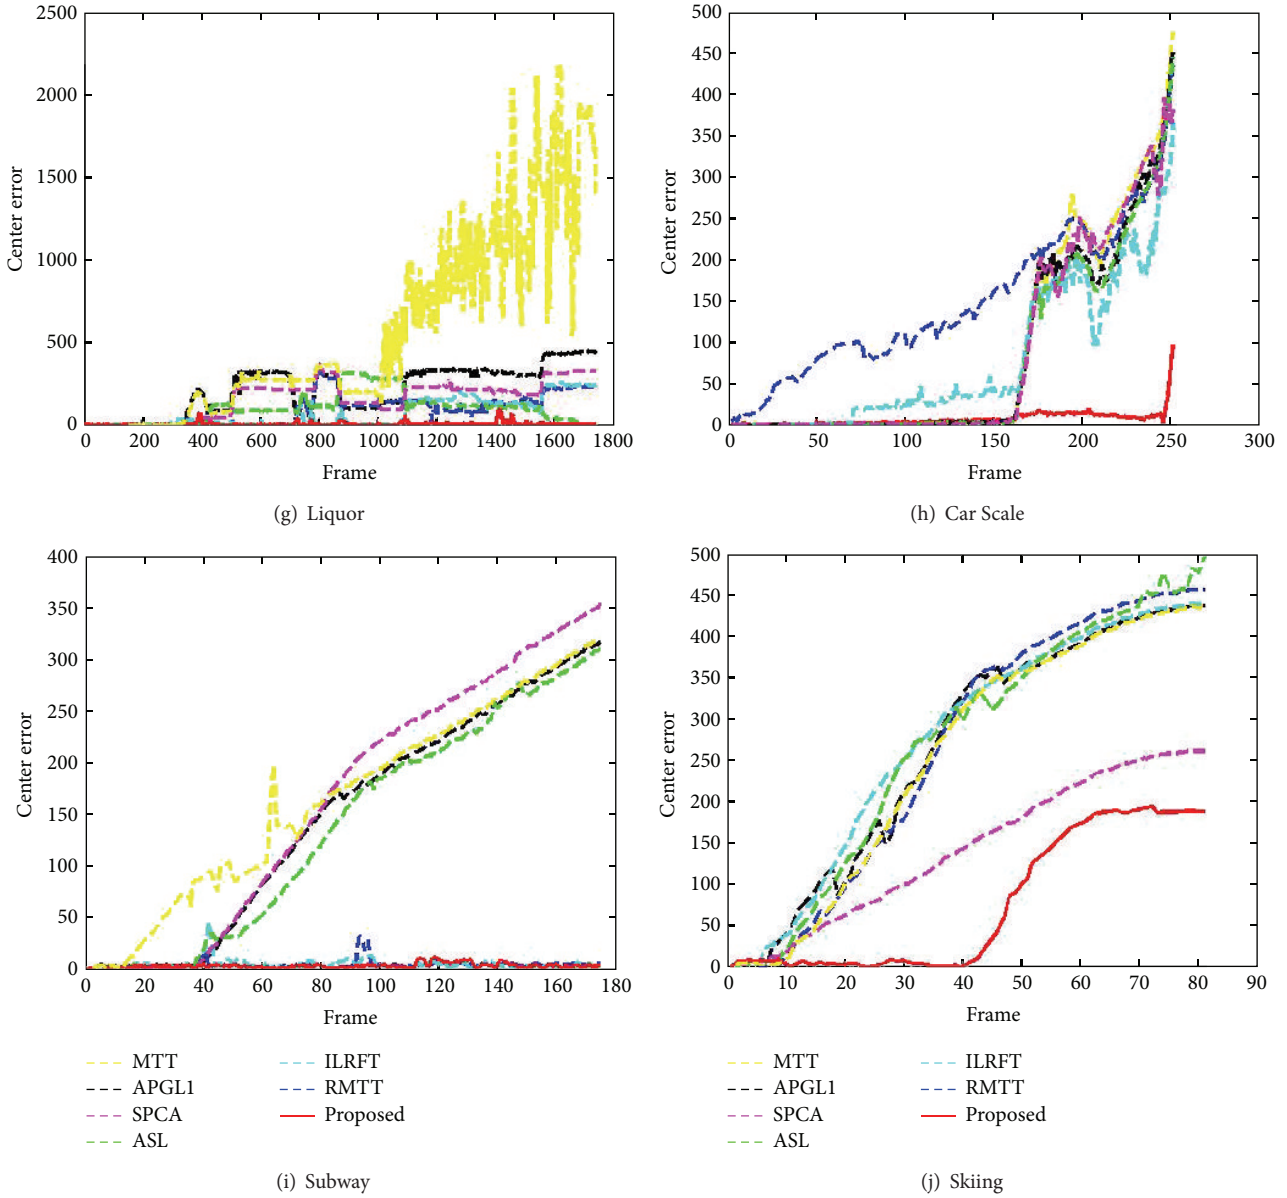 2500
2000
1500
1000
500
0
Center error
0 200 400 600 800 1000 1200 1400 1600 1800
Frame
(g) Liquor
500
450
400
350
300
250
200
150
100
50
0
Center error
0 50 100 150 200 250 300
Frame
(h) Car Scale
400
350
300
250
200
150
100
50
0
Center error
0 20 40 60 80 100 120 140 160 180
Frame
MTT
APGL1
SPCA
ASL
ILRFT
RMTT
Proposed
(i) Subway
500
450
400
350
300
250
200
150
100
50
0
Center error
0 10 20 30 40 50 60 70 80 90
Frame
MTT
APGL1
SPCA
ASL
ILRFT
RMTT
Proposed
(j) Skiing